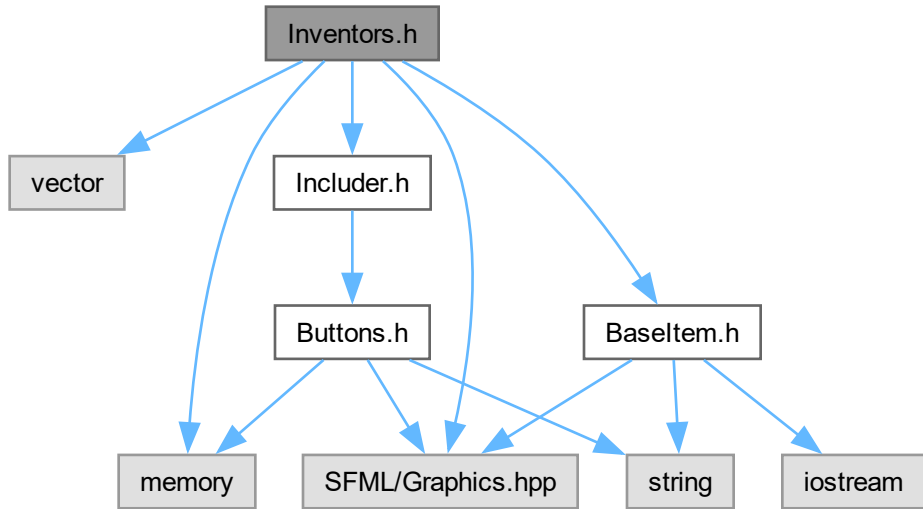 Inventors.h
vector
Includer.h
Buttons.h
BaseItem.h
memory
SFML/Graphics.hpp
string
iostream